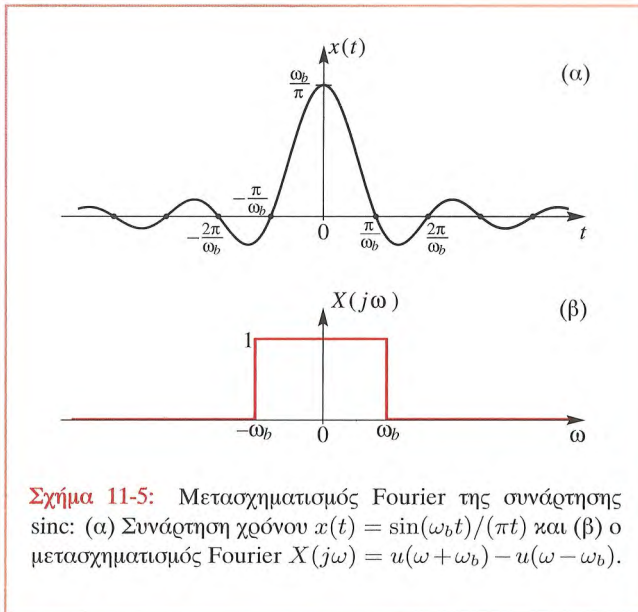 x(t)
(α)
ω_b/π
-π/ω_b
-2π/ω_b 0 π/ω_b 2π/ω_b t
X(jω)
(β)
1
-ω_b 0 ω_b ω
Σχήμα 11-5: Μετασχηματισμός Fourier της συνάρτησης
sinc: (α) Συνάρτηση χρόνου x(t) = sin(ω_b t)/(πt) και (β) ο
μετασχηματισμός Fourier X(jω) = u(ω + ω_b) − u(ω − ω_b).